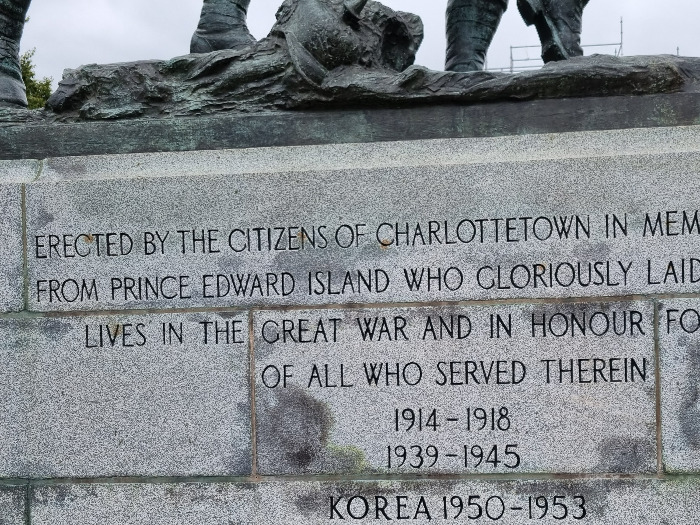 ERECTED BY THE CITIZENS OF CHARLOTTETOWN IN MEM
FROM PRINCE EDWARD ISLAND WHO GLORIOUSLY LAID
LIVES IN THE GREAT WAR AND IN HONOUR FO
OF ALL WHO SERVED THEREIN
1914-1918
1939-1945
KOREA 1950-1953